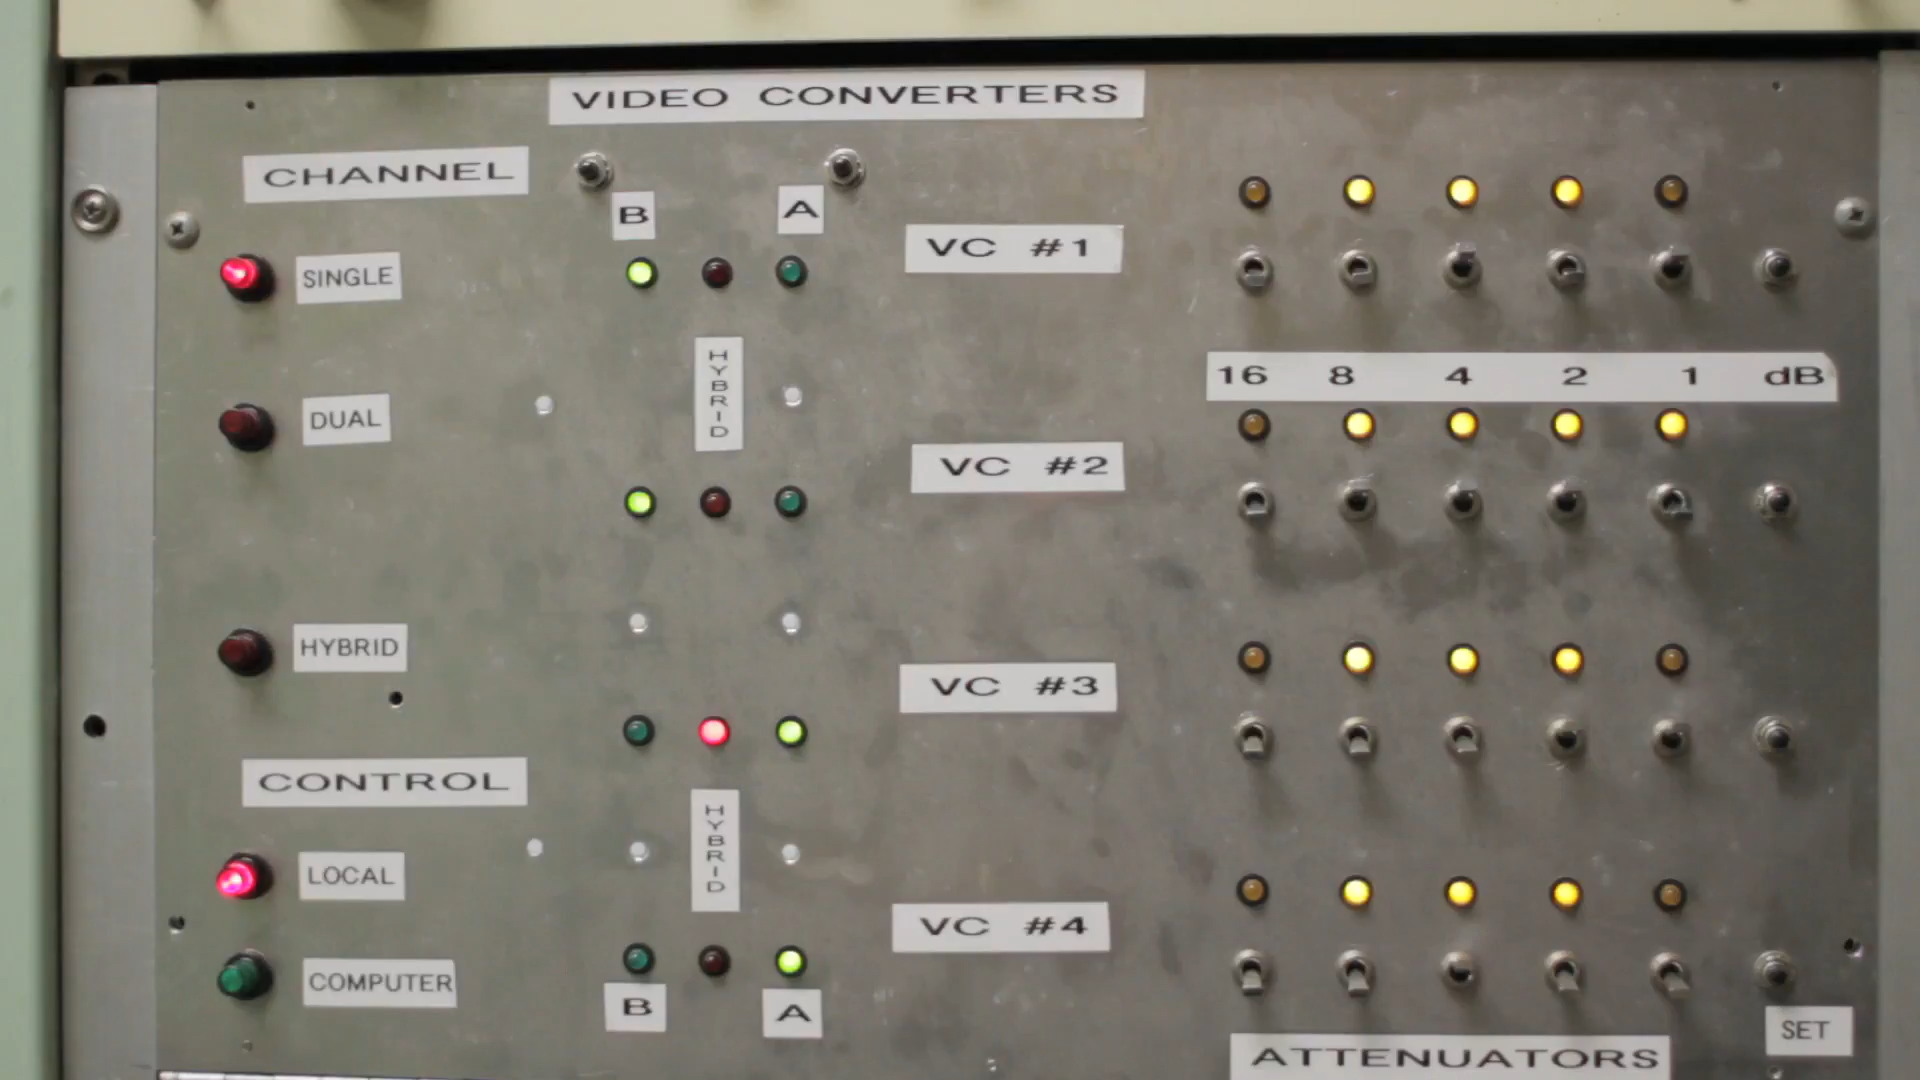 VIDEO CONVERTERS
CHANNEL
B
A
VC #1
SINGLE
HYBRID
16 8 4 2 1 dB
DUAL
VC #2
HYBRID
VC #3
CONTROL
HYBRID
LOCAL
VC #4
COMPUTER
B
A
SET
ATTENUATORS